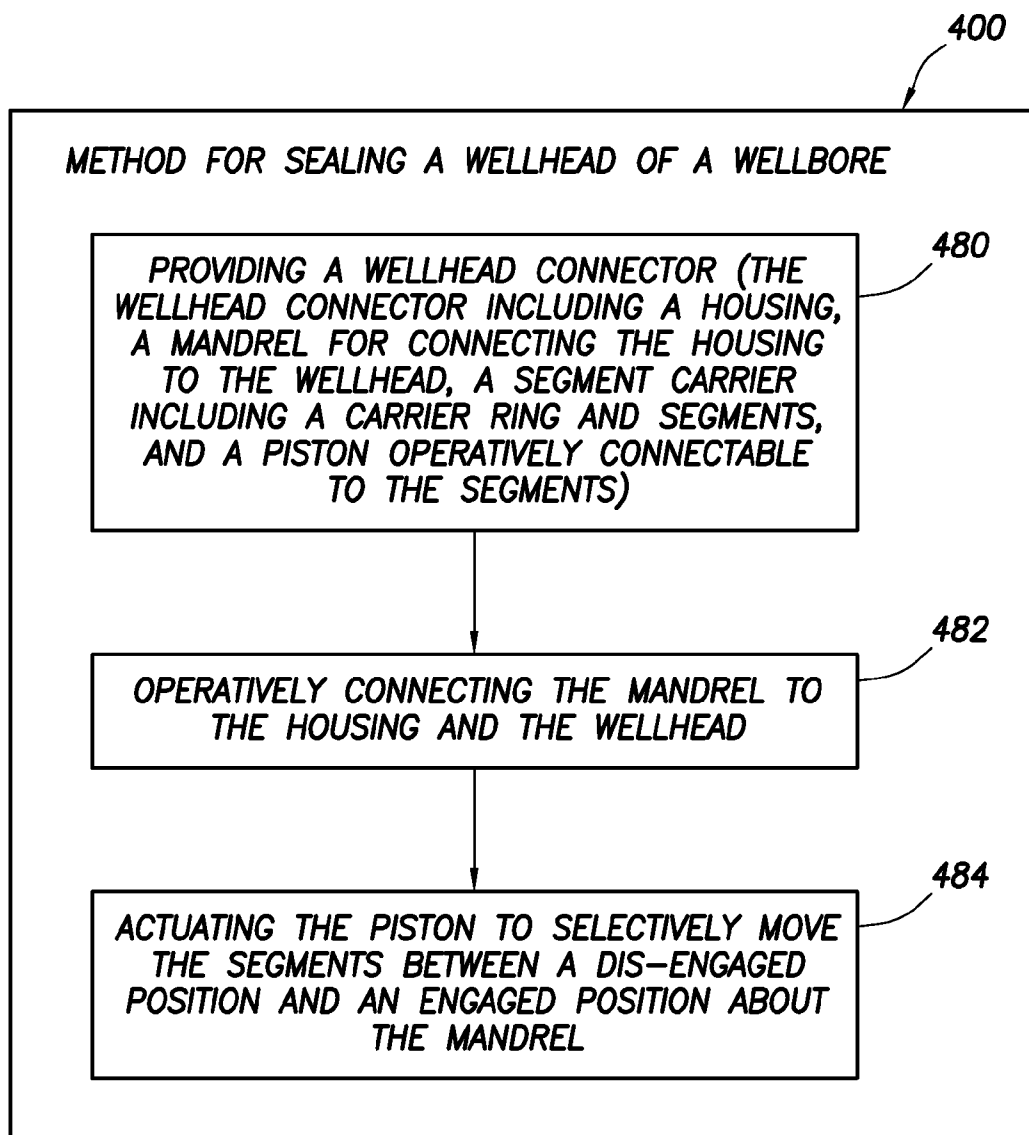 400
METHOD FOR SEALING A WELLHEAD OF A WELLBORE
480
PROVIDING A WELLHEAD CONNECTOR (THE
WELLHEAD CONNECTOR INCLUDING A HOUSING,
A MANDREL FOR CONNECTING THE HOUSING
TO THE WELLHEAD, A SEGMENT CARRIER
INCLUDING A CARRIER RING AND SEGMENTS,
AND A PISTON OPERATIVELY CONNECTABLE
TO THE SEGMENTS)
482
OPERATIVELY CONNECTING THE MANDREL TO
THE HOUSING AND THE WELLHEAD
484
ACTUATING THE PISTON TO SELECTIVELY MOVE
THE SEGMENTS BETWEEN A DIS-ENGAGED
POSITION AND AN ENGAGED POSITION ABOUT
THE MANDREL